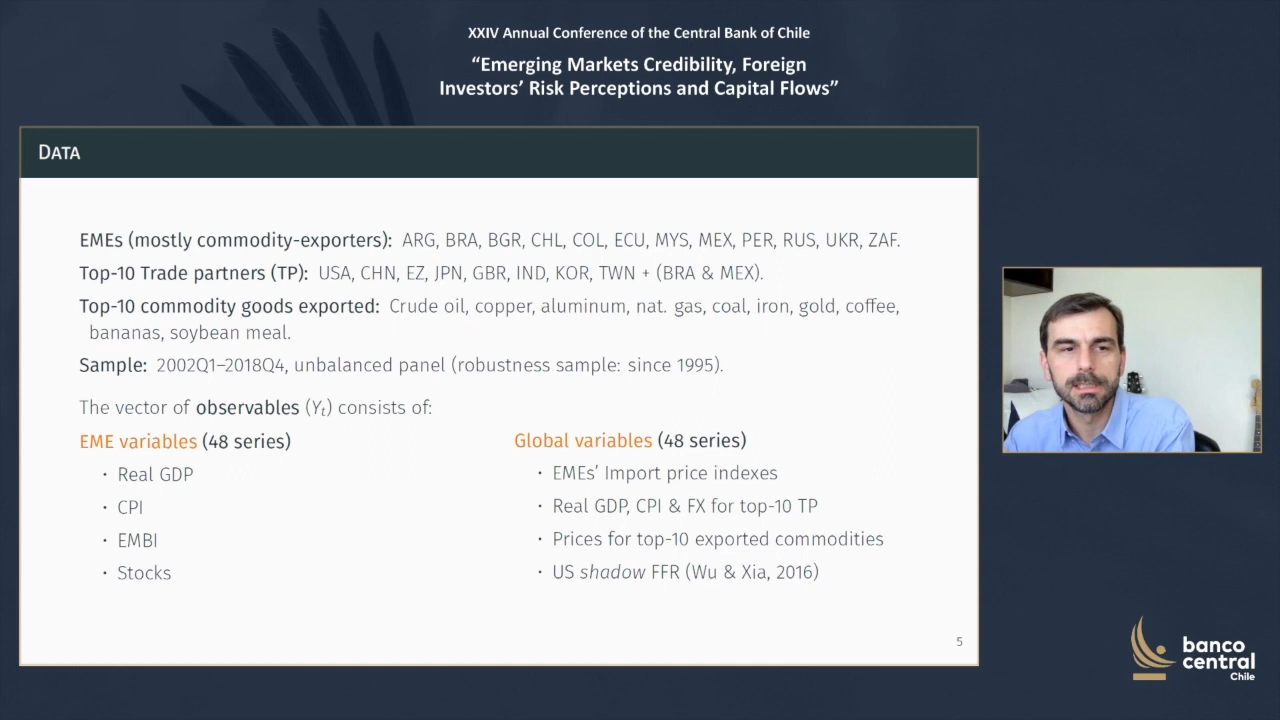 XXIV Annual Conference of the Central Bank of Chile
“Emerging Markets Credibility, Foreign
Investors’ Risk Perceptions and Capital Flows”
DATA
EMEs (mostly commodity-exporters): ARG, BRA, BGR, CHL, COL, ECU, MYS, MEX, PER, RUS, UKR, ZAF.
Top-10 Trade partners (TP): USA, CHN, EZ, JPN, GBR, IND, KOR, TWN + (BRA & MEX).
Top-10 commodity goods exported: Crude oil, copper, aluminum, nat. gas, coal, iron, gold, coffee,
bananas, soybean meal.
Sample: 2002Q1–2018Q4, unbalanced panel (robustness sample: since 1995).
The vector of observables (Yt) consists of:
EME variables (48 series)
· Real GDP
· CPI
· EMBI
· Stocks
Global variables (48 series)
· EMEs’ Import price indexes
· Real GDP, CPI & FX for top-10 TP
· Prices for top-10 exported commodities
· US shadow FFR (Wu & Xia, 2016)
5
banco
central
Chile